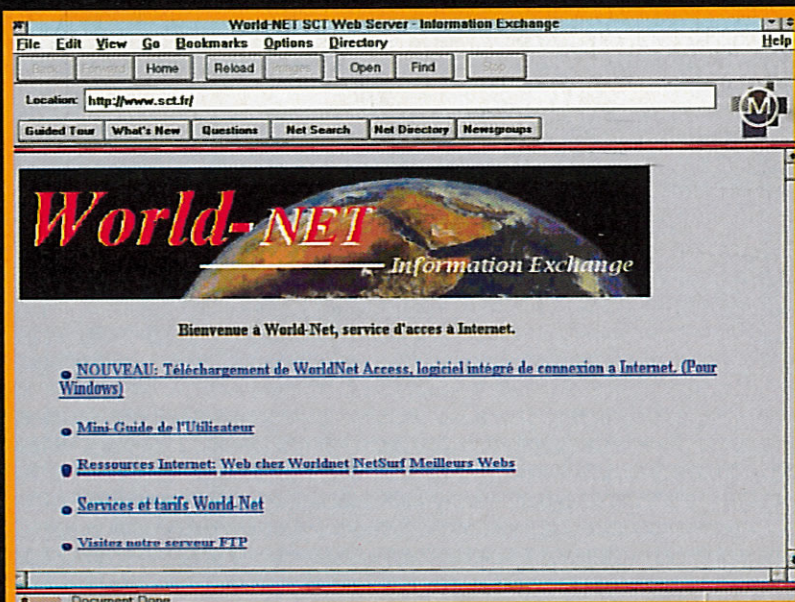 World-NET SCT Web Server - Information Exchange
File Edit View Go Bookmarks Options Directory Help
Back Forward Home Reload Images Open Find Stop
Location: http://www.sct.fr/
M
Guided Tour What's New Questions Net Search Net Directory Newsgroups
World-NET
Information Exchange
Bienvenue à World-Net, service d'acces à Internet.
NOUVEAU: Téléchargement de WorldNet Access, logiciel intégré de connexion a Internet. (Pour
Windows)
Mini-Guide de l'Utilisateur
Ressources Internet: Web chez Worldnet NetSurf Meilleurs Webs
Services et tarifs World-Net
Visitez notre serveur FTP
Document Done